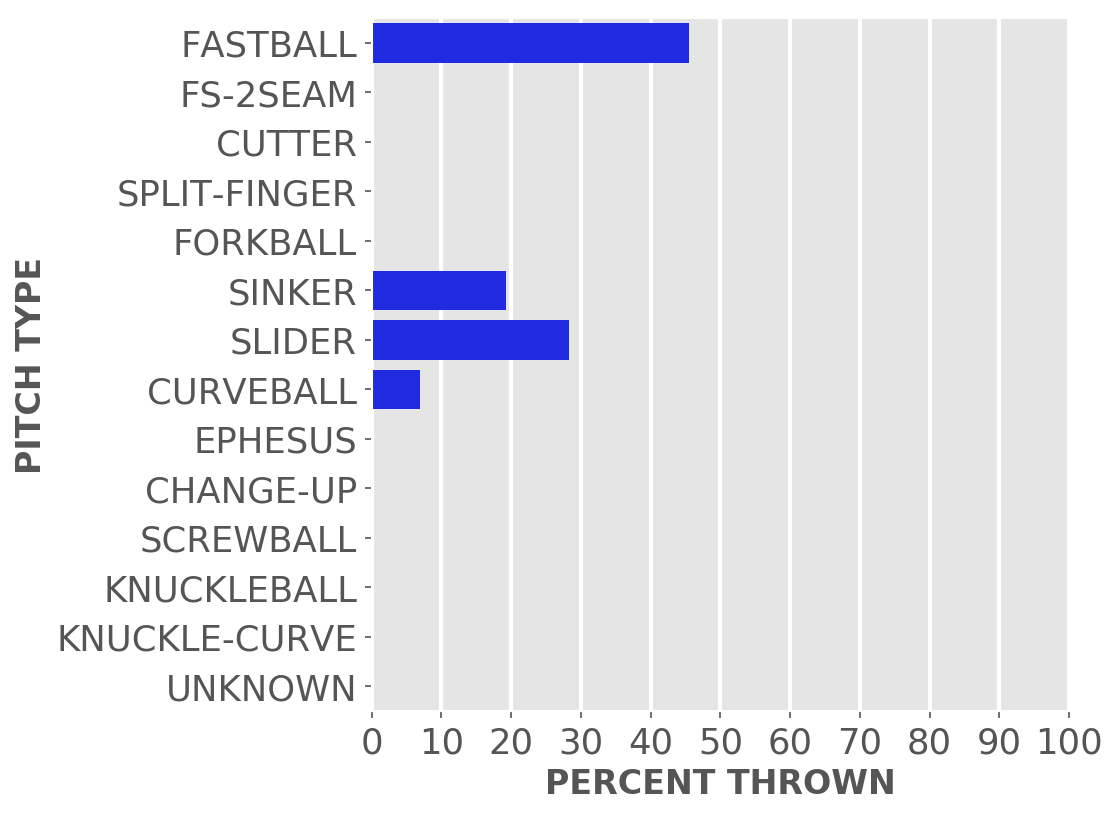 FASTBALL
FS-2SEAM
CUTTER
SPLIT-FINGER
FORKBALL
SINKER
SLIDER
CURVEBALL
EPHESUS
CHANGE-UP
SCREWBALL
KNUCKLEBALL
KNUCKLE-CURVE
UNKNOWN
PITCH TYPE
0 10 20 30 40 50 60 70 80 90 100
PERCENT THROWN